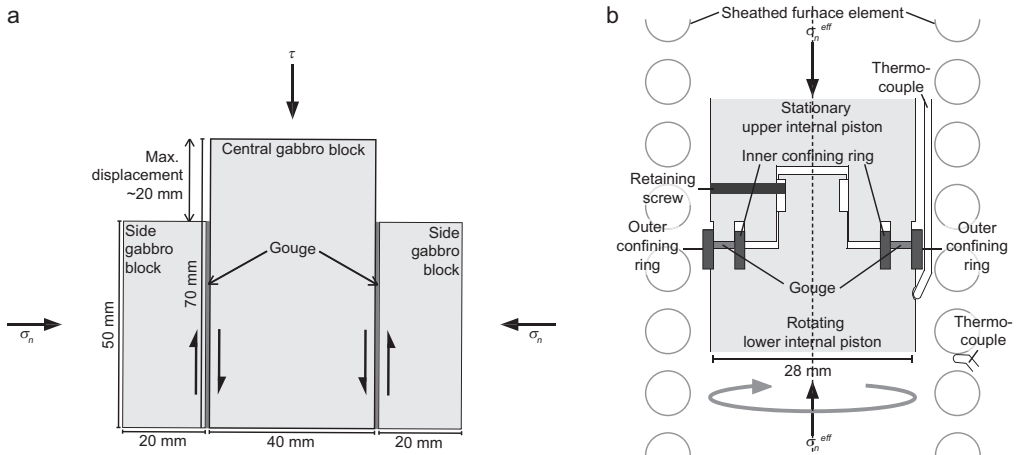 a
τ
Central gabbro block
Max.
displacement
~20 mm
Side
gabbro
block
Side
gabbro
block
Gouge
70 mm
50 mm
σn
σn
20 mm
40 mm
20 mm
b
Sheathed furnace element
σn eff
Thermo-
couple
Stationary
upper internal piston
Inner confining ring
Retaining
screw
Outer
confining
ring
Outer
confining
ring
Gouge
Rotating
lower internal piston
Thermo-
couple
28 mm
σn eff